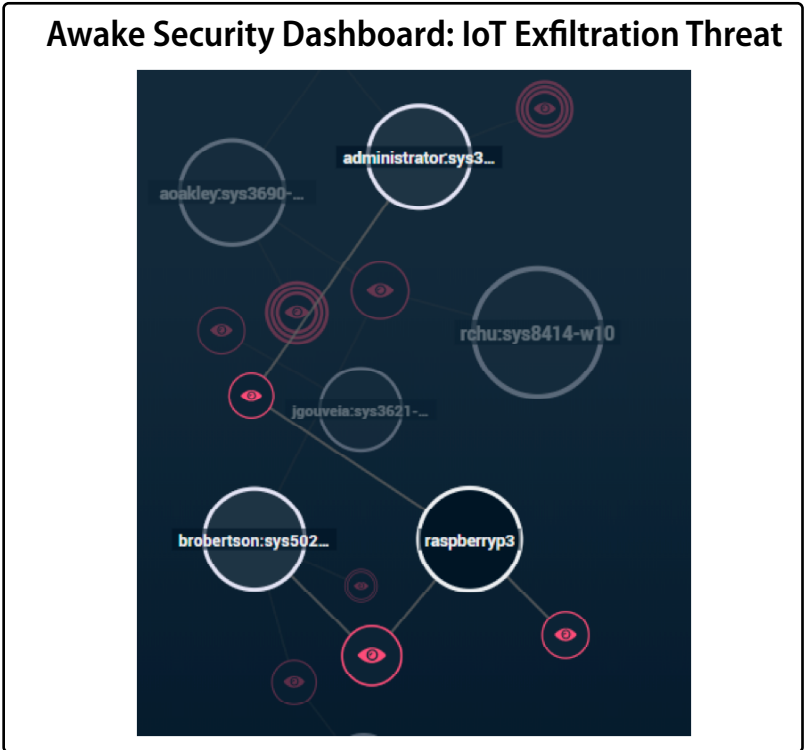 Awake Security Dashboard: IoT Exfiltration Threat
administrator:sys3...
aoakley:sys3690-...
rchu:sys8414-w10
jgouveia:sys3621-...
brobertson:sys502...
raspberryp3